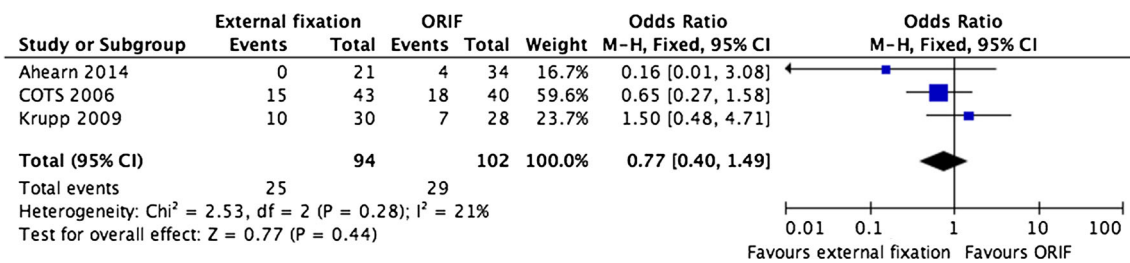 External fixation ORIF Odds Ratio Odds Ratio
Study or Subgroup Events Total Events Total Weight M-H, Fixed, 95% CI M-H, Fixed, 95% CI
Ahearn 2014 0 21 4 34 16.7% 0.16 [0.01, 3.08]
COTS 2006 15 43 18 40 59.6% 0.65 [0.27, 1.58]
Krupp 2009 10 30 7 28 23.7% 1.50 [0.48, 4.71]
Total (95% CI) 94 102 100.0% 0.77 [0.40, 1.49]
Total events 25 29
Heterogeneity: Chi² = 2.53, df = 2 (P = 0.28); I² = 21%
Test for overall effect: Z = 0.77 (P = 0.44)
0.01 0.1 1 10 100
Favours external fixation Favours ORIF